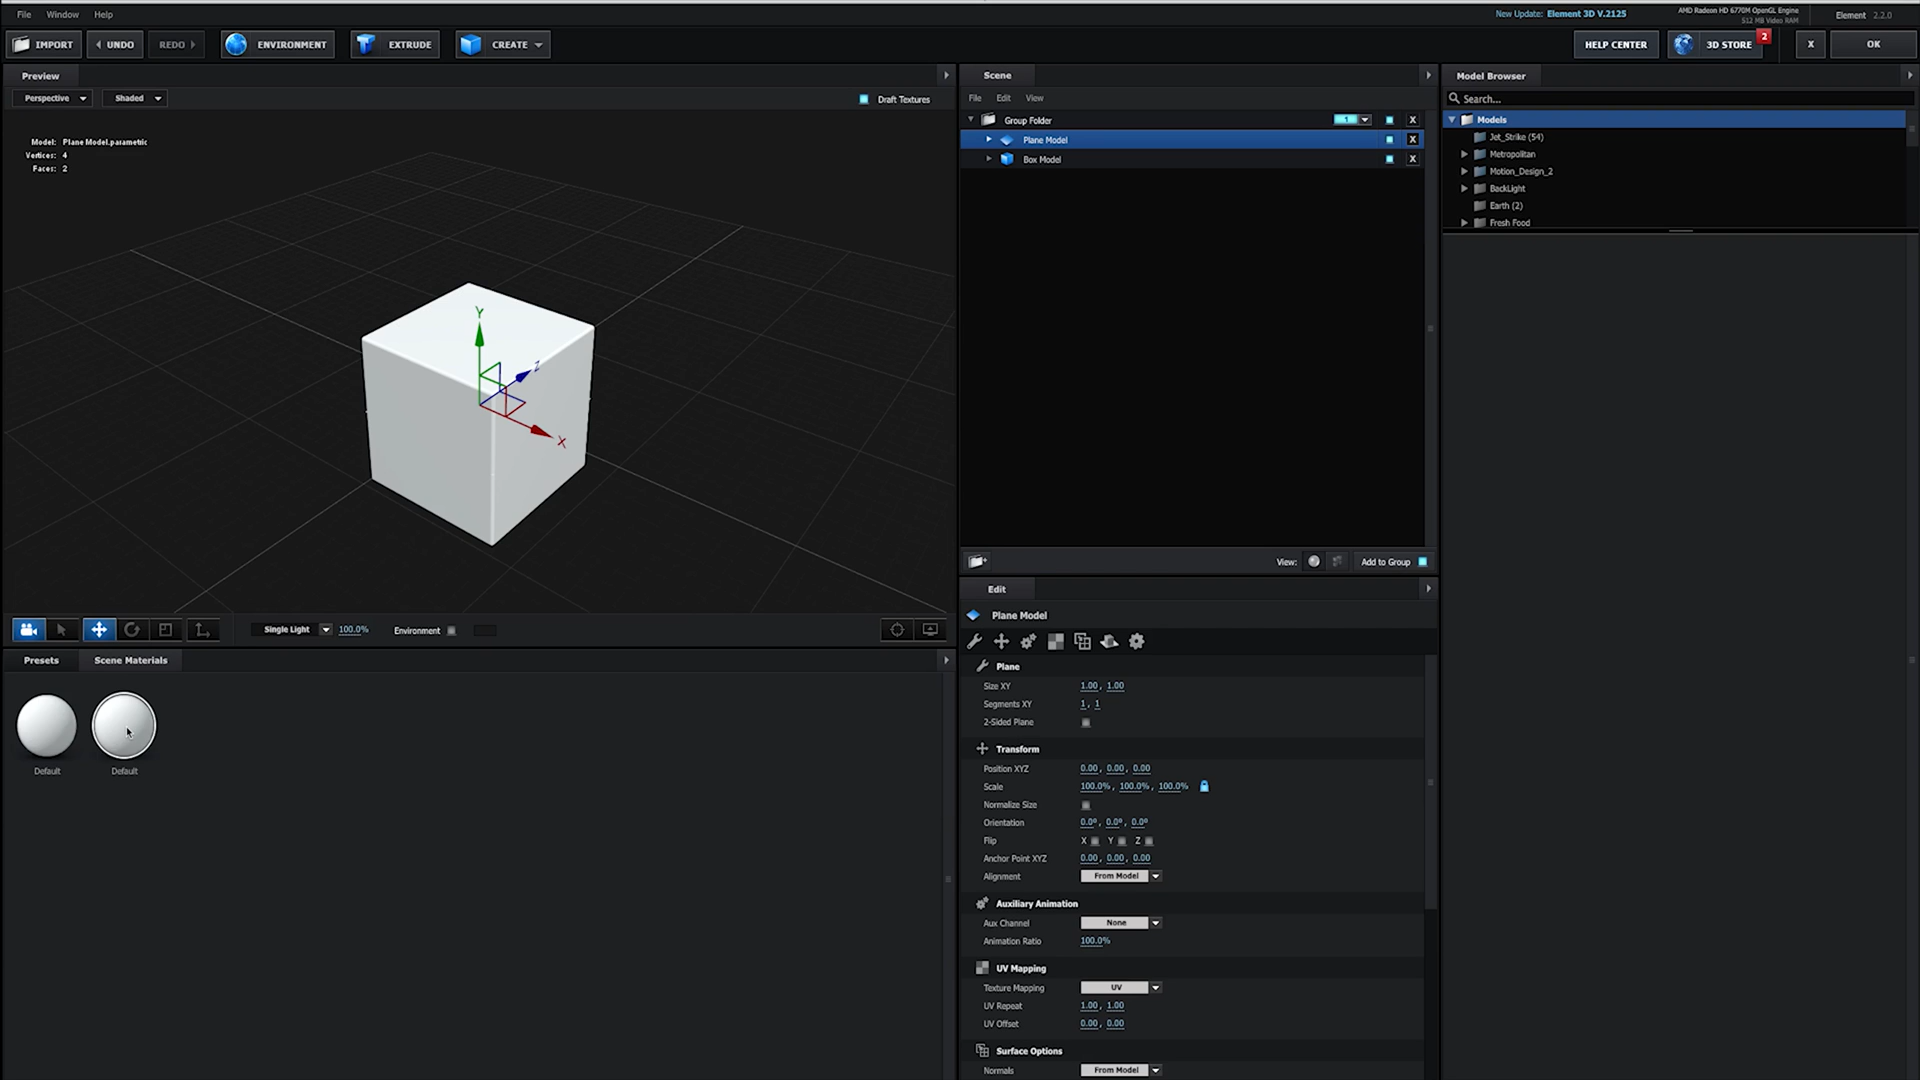 File Window Help
New Update: Element 3D V.2125
AMD Radeon HD 6770M OpenGL Engine
512 MB Video RAM
Element 2.2.0
IMPORT UNDO REDO ENVIRONMENT EXTRUDE CREATE
HELP CENTER 3D STORE 2 X OK
Preview
Perspective Shaded Draft Textures
Model: Plane Model.parametric
Vertices: 4
Faces: 2
Y
Z
X
Single Light 100.0% Environment
Presets Scene Materials
Default Default
Scene
File Edit View
Group Folder 1 X
Plane Model X
Box Model X
View: Add to Group
Edit
Plane Model
Plane
Size XY 1.00, 1.00
Segments XY 1, 1
2-Sided Plane
Transform
Position XYZ 0.00, 0.00, 0.00
Scale 100.0%, 100.0%, 100.0%
Normalize Size
Orientation 0.0°, 0.0°, 0.0°
Flip X Y Z
Anchor Point XYZ 0.00, 0.00, 0.00
Alignment From Model
Auxiliary Animation
Aux Channel None
Animation Ratio 100.0%
UV Mapping
Texture Mapping UV
UV Repeat 1.00, 1.00
UV Offset 0.00, 0.00
Surface Options
Normals From Model
Model Browser
Search...
Models
Jet_Strike (54)
Metropolitan
Motion_Design_2
BackLight
Earth (2)
Fresh Food